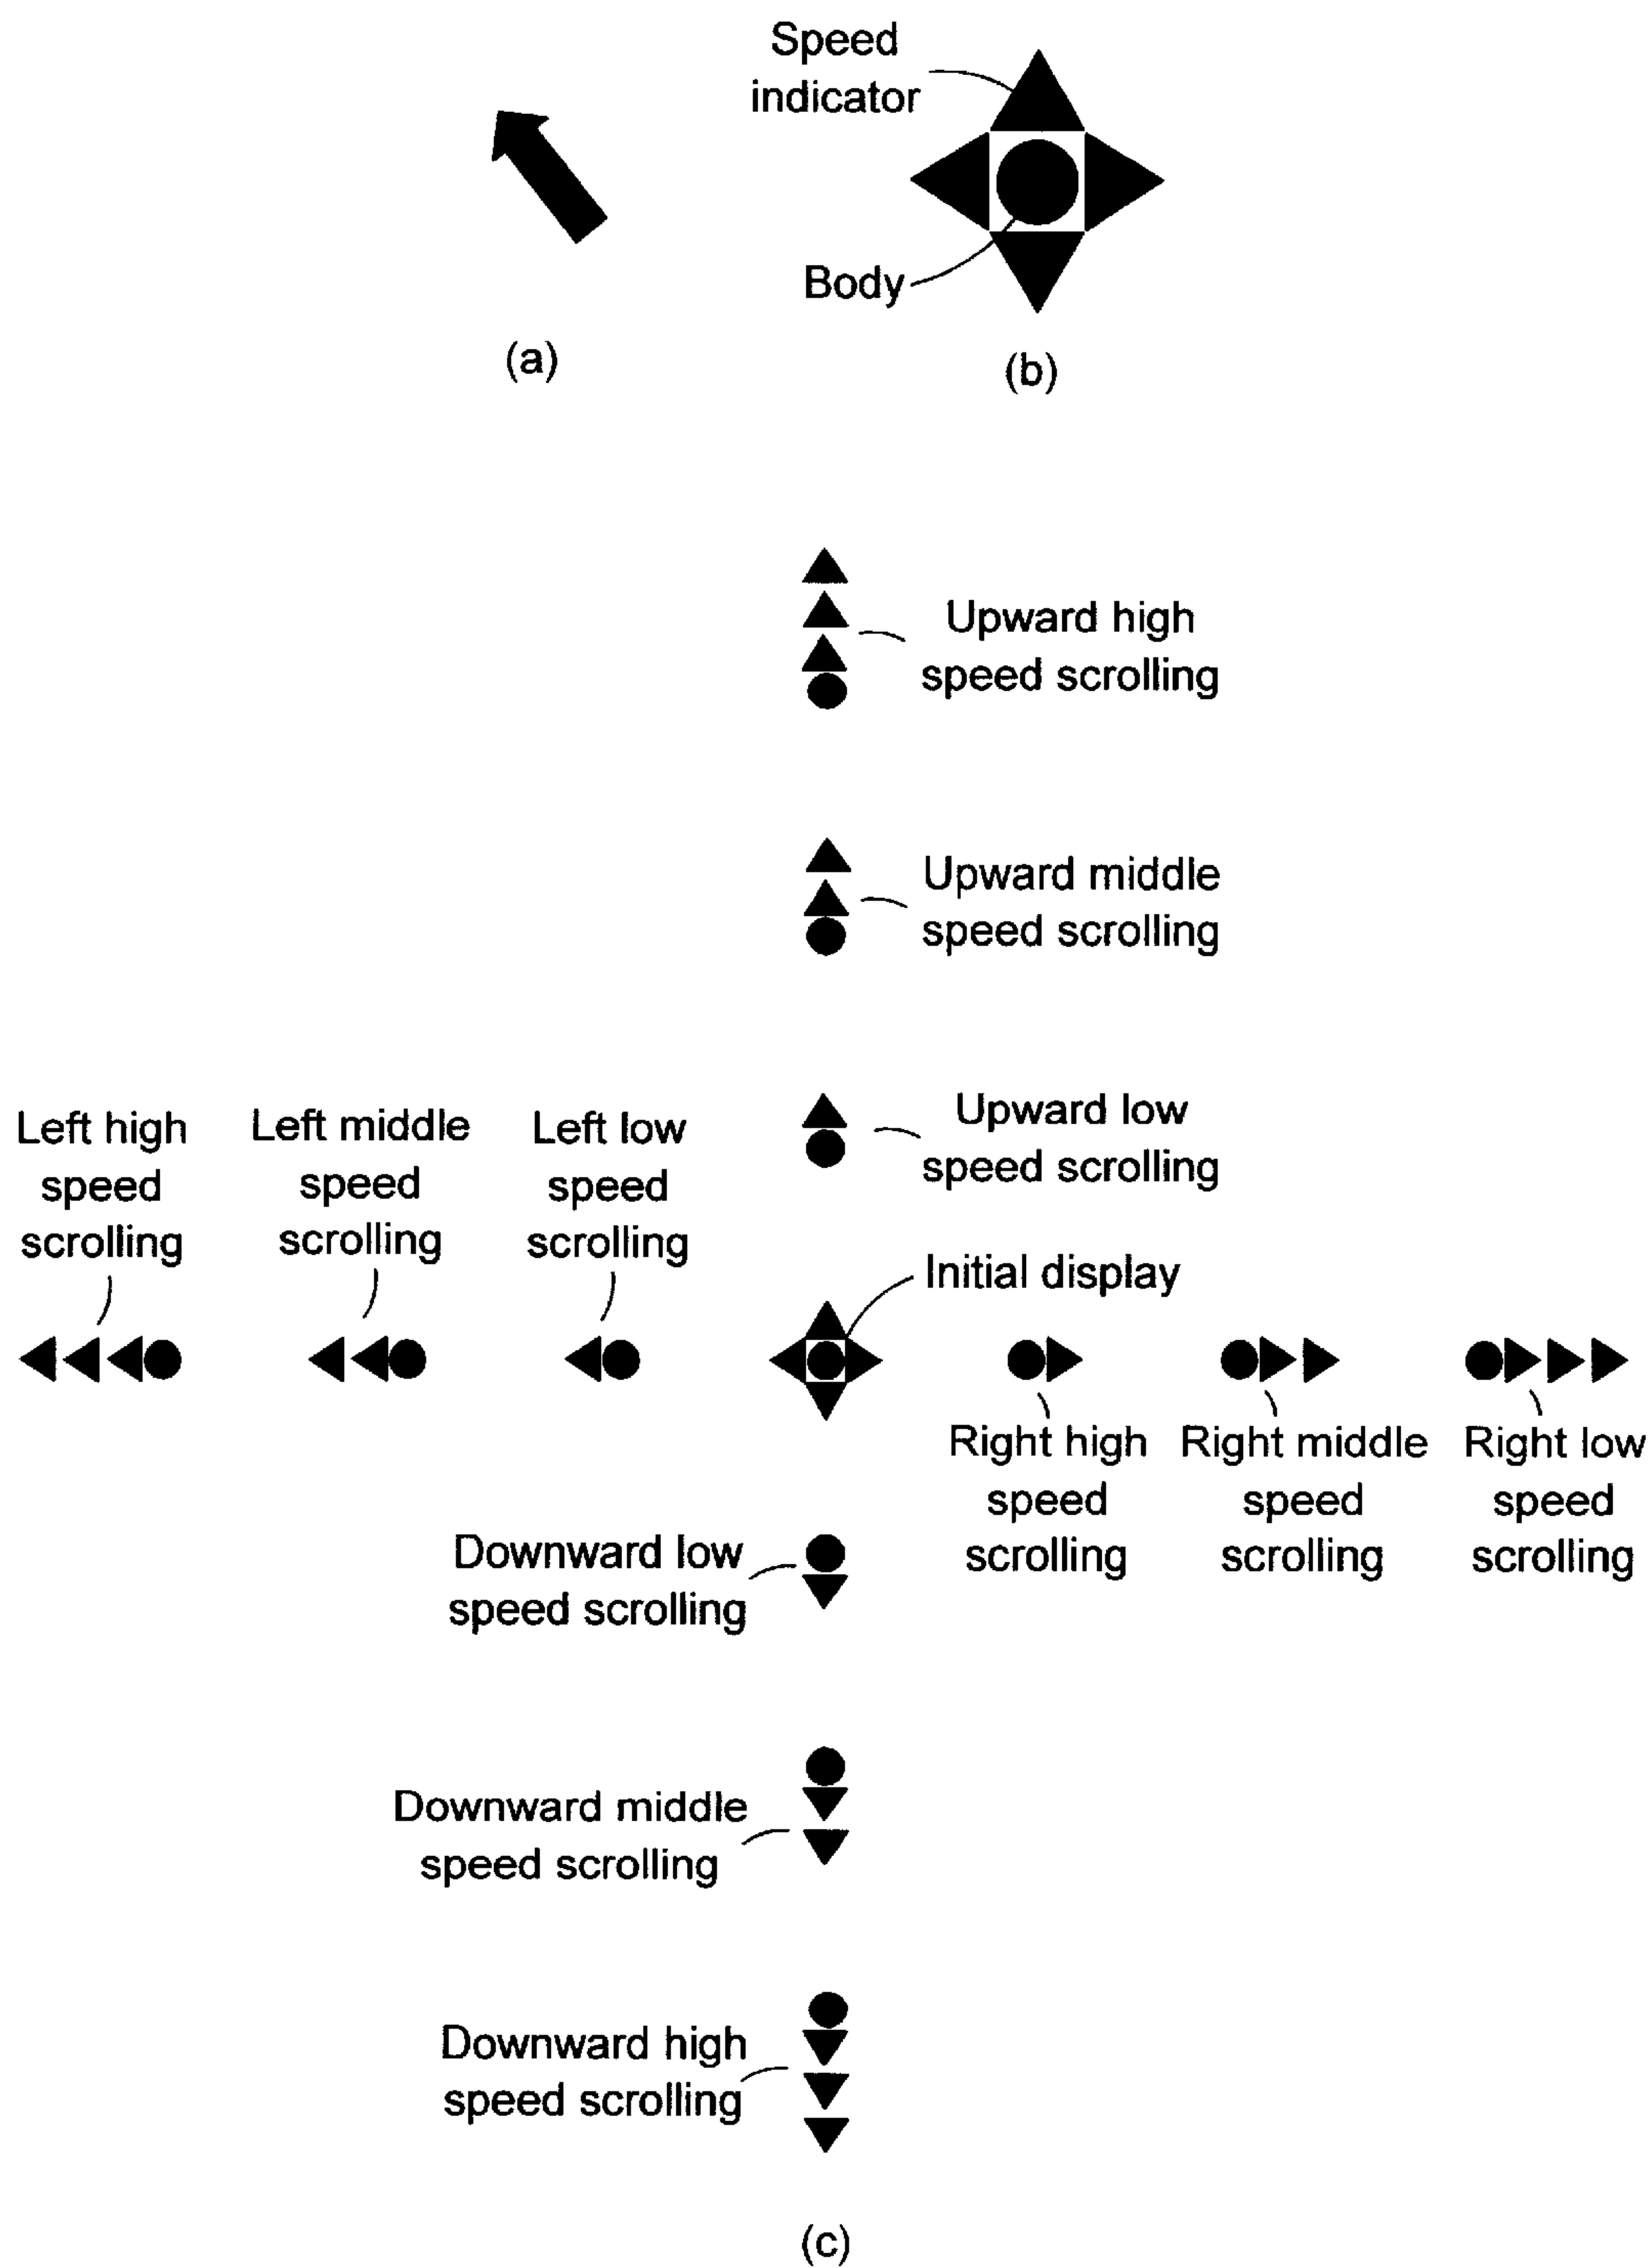 Speed
indicator
Body
(a)
(b)
Upward high
speed scrolling
Upward middle
speed scrolling
Upward low
speed scrolling
Left high
speed
scrolling
Left middle
speed
scrolling
Left low
speed
scrolling
Initial display
Right high
speed
scrolling
Right middle
speed
scrolling
Right low
speed
scrolling
Downward low
speed scrolling
Downward middle
speed scrolling
Downward high
speed scrolling
(c)